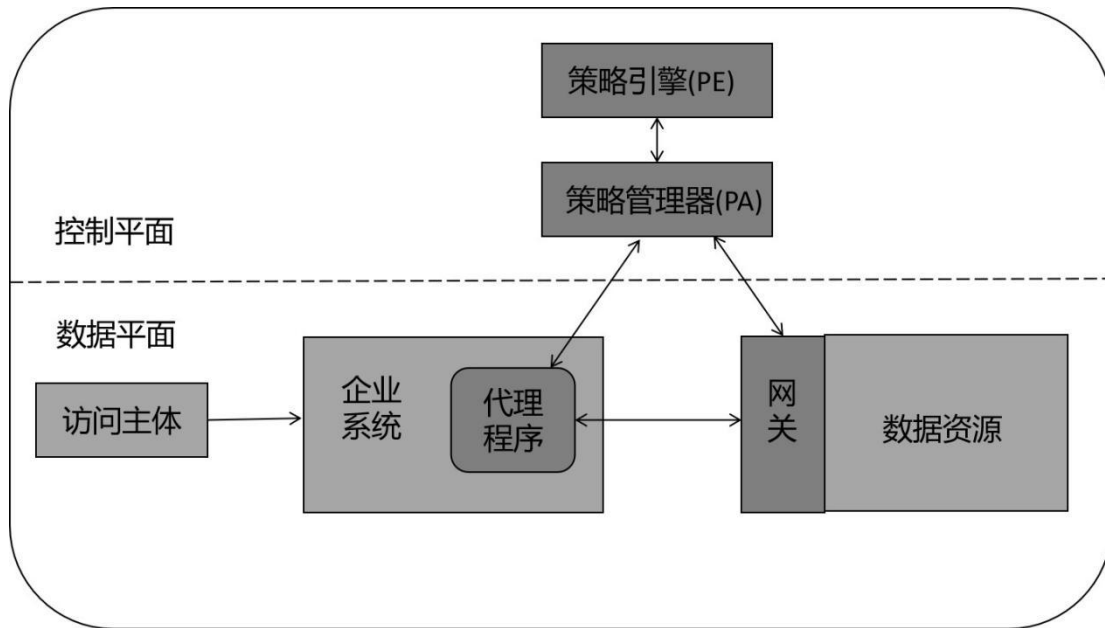 策略引擎(PE)
策略管理器(PA)
控制平面
数据平面
访问主体
企业
系统
代理
程序
网
关
数据资源